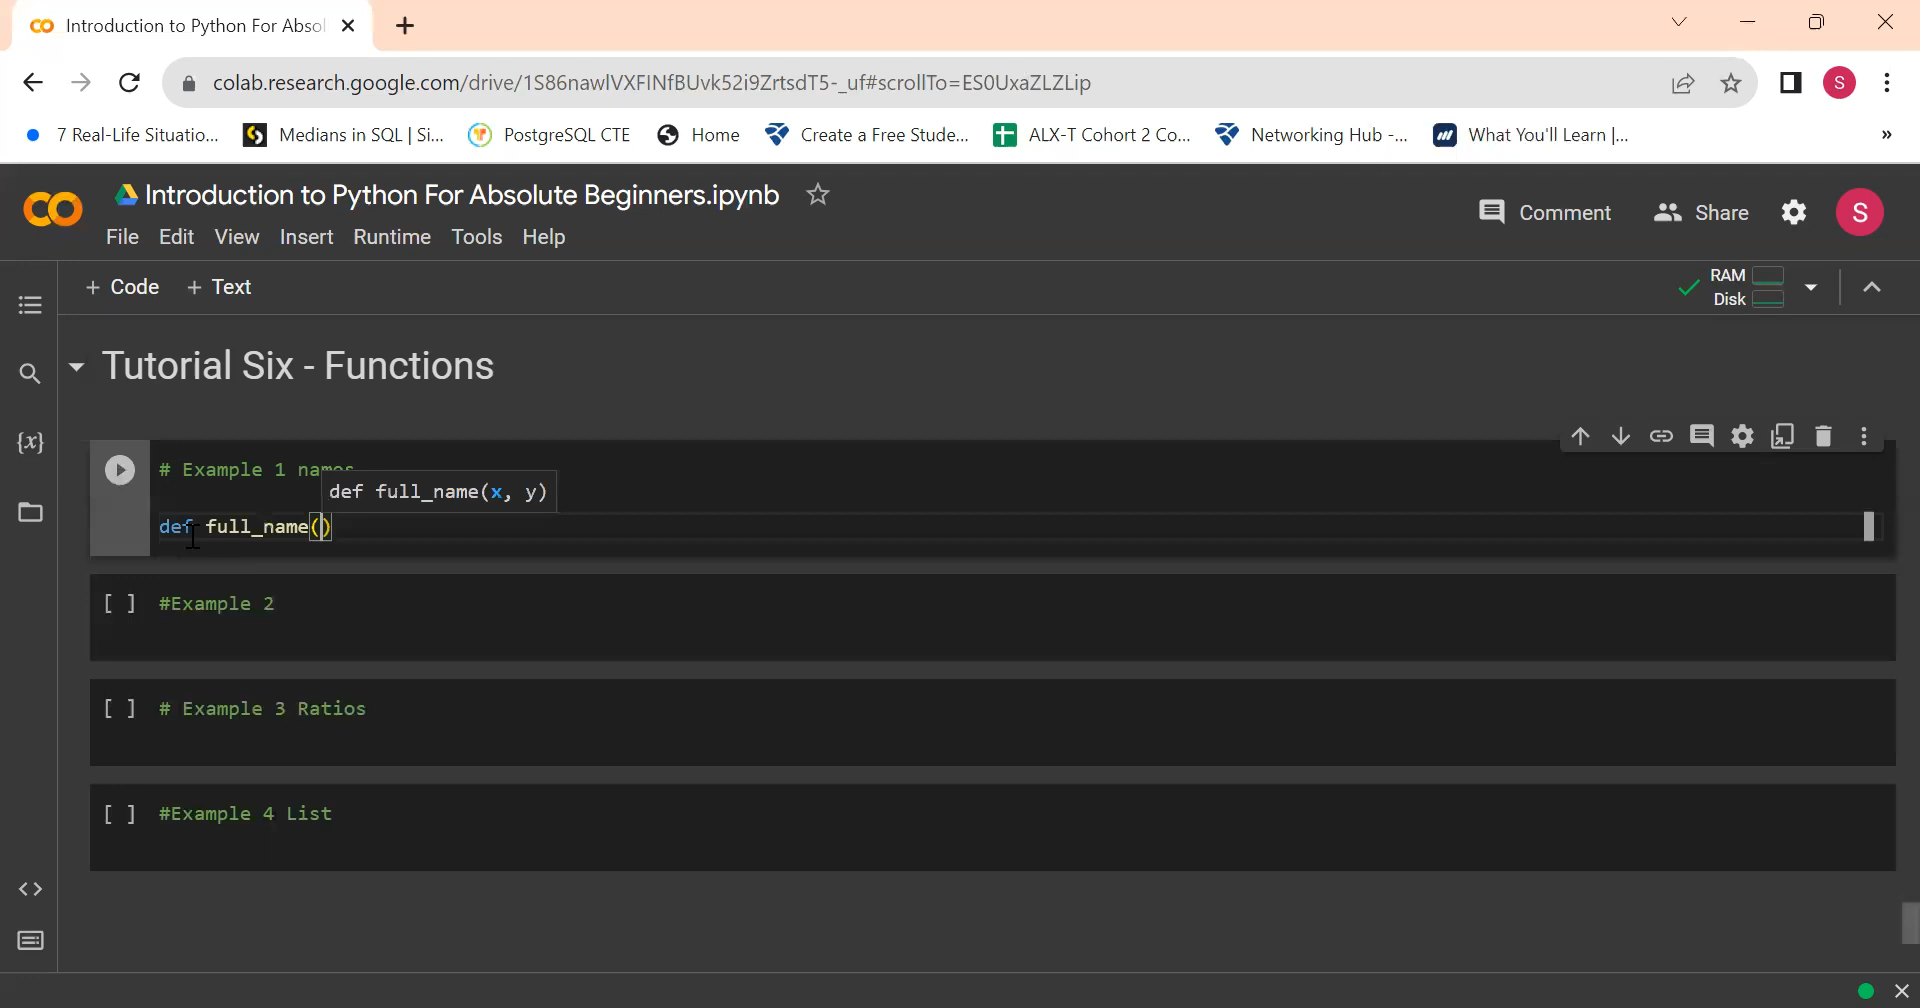 Introduction to Python For Absol
colab.research.google.com/drive/1S86nawlVXFINfBUvk52i9ZrtsdT5-_uf#scrollTo=ES0UxaZLZLip
S
7 Real-Life Situatio... Medians in SQL | Si... PostgreSQL CTE Home Create a Free Stude... ALX-T Cohort 2 Co... Networking Hub -... What You'll Learn |... »
Introduction to Python For Absolute Beginners.ipynb
Comment Share S
File Edit View Insert Runtime Tools Help
+ Code + Text
RAM
Disk
Tutorial Six - Functions
# Example 1 names
def full_name(x, y)
def full_name()
[ ] #Example 2
[ ] # Example 3 Ratios
[ ] #Example 4 List